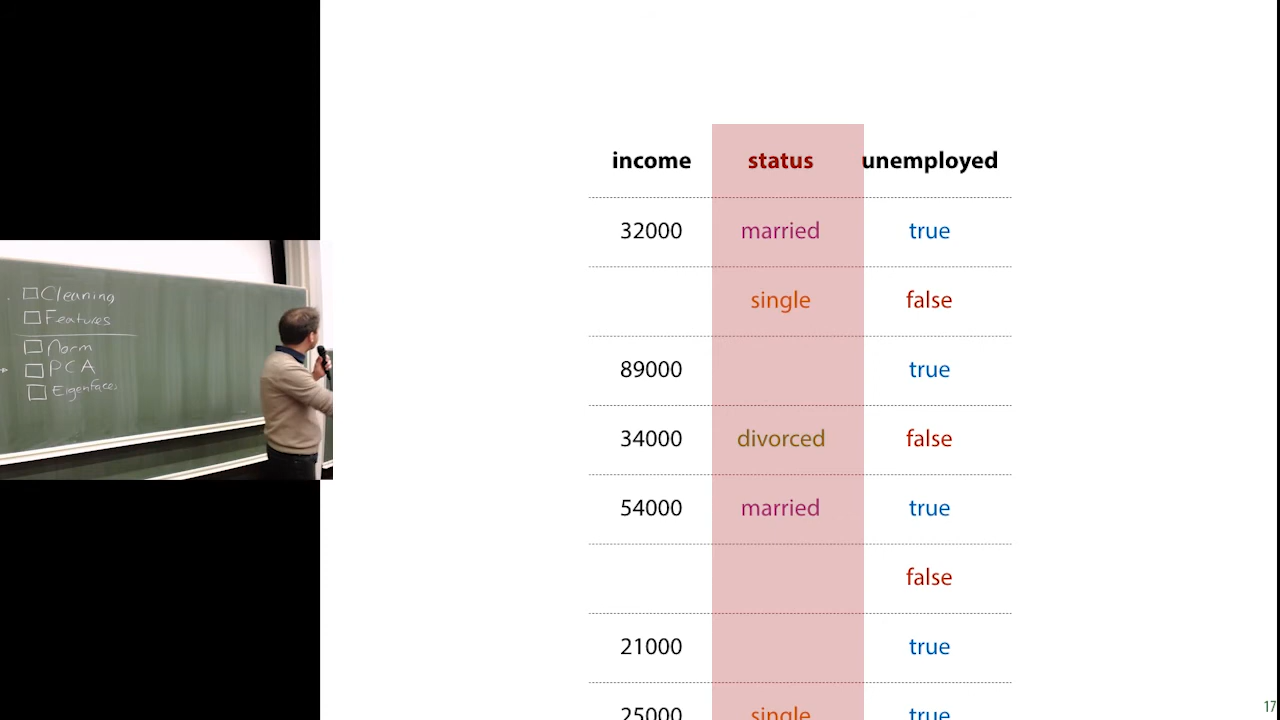 Cleaning
Features
Norm
PCA
Eigenfaces
income status unemployed
32000 married true
single false
89000 true
34000 divorced false
54000 married true
false
21000 true
25000 single true
17